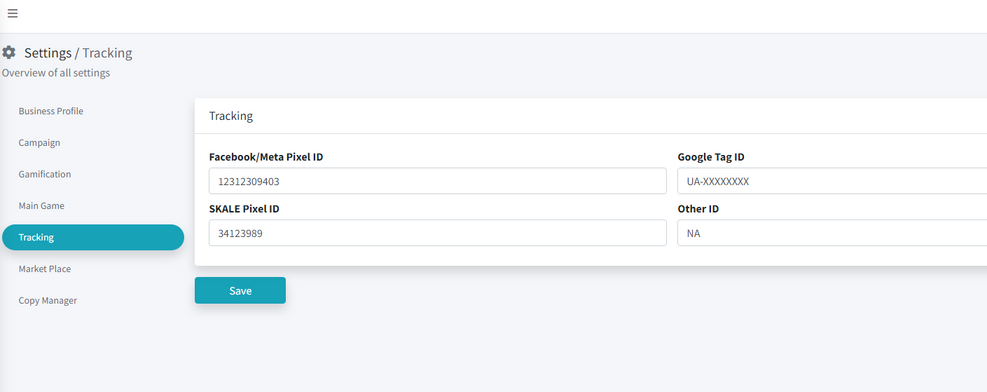 Settings / Tracking
Overview of all settings
Business Profile
Campaign
Gamification
Main Game
Tracking
Market Place
Copy Manager
Tracking
Facebook/Meta Pixel ID
Google Tag ID
12312309403
UA-XXXXXXXX
SKALE Pixel ID
Other ID
34123989
NA
Save